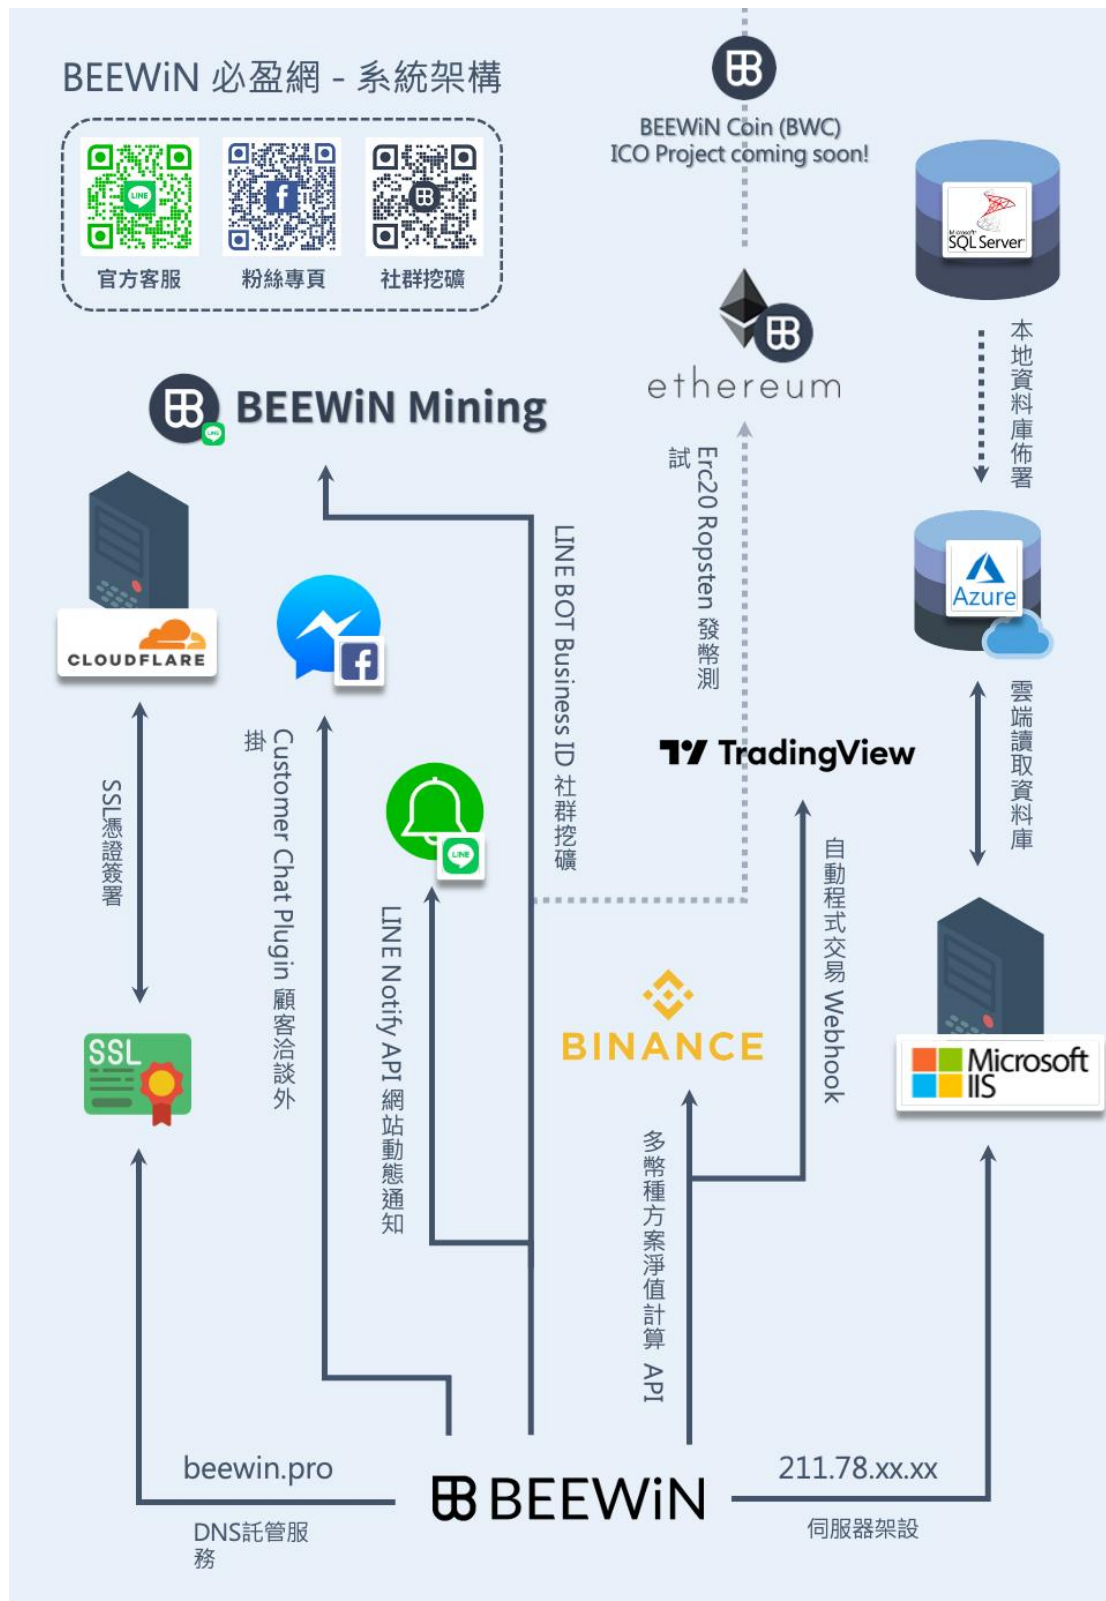 BEEWiN 必盈網 - 系統架構
LINE
官方客服
粉絲專頁
社群挖礦
BEEWiN Coin (BWC)
ICO Project coming soon!
Microsoft
SQL Server
本地資料庫佈署
ethereum
BEEWiN Mining
LINE
Erc20 Ropsten 發幣測
試
LINE BOT Business ID 社群挖礦
Azure
CLOUDFLARE
雲端讀取資料庫
TradingView
Customer Chat Plugin 顧客洽談外
掛
SSL憑證簽署
LINE
自動程式交易 Webhook
LINE Notify API 網站動態通知
BINANCE
SSL
Microsoft
IIS
多幣種方案淨值計算 API
beewin.pro
DNS託管服
務
BEEWiN
211.78.xx.xx
伺服器架設